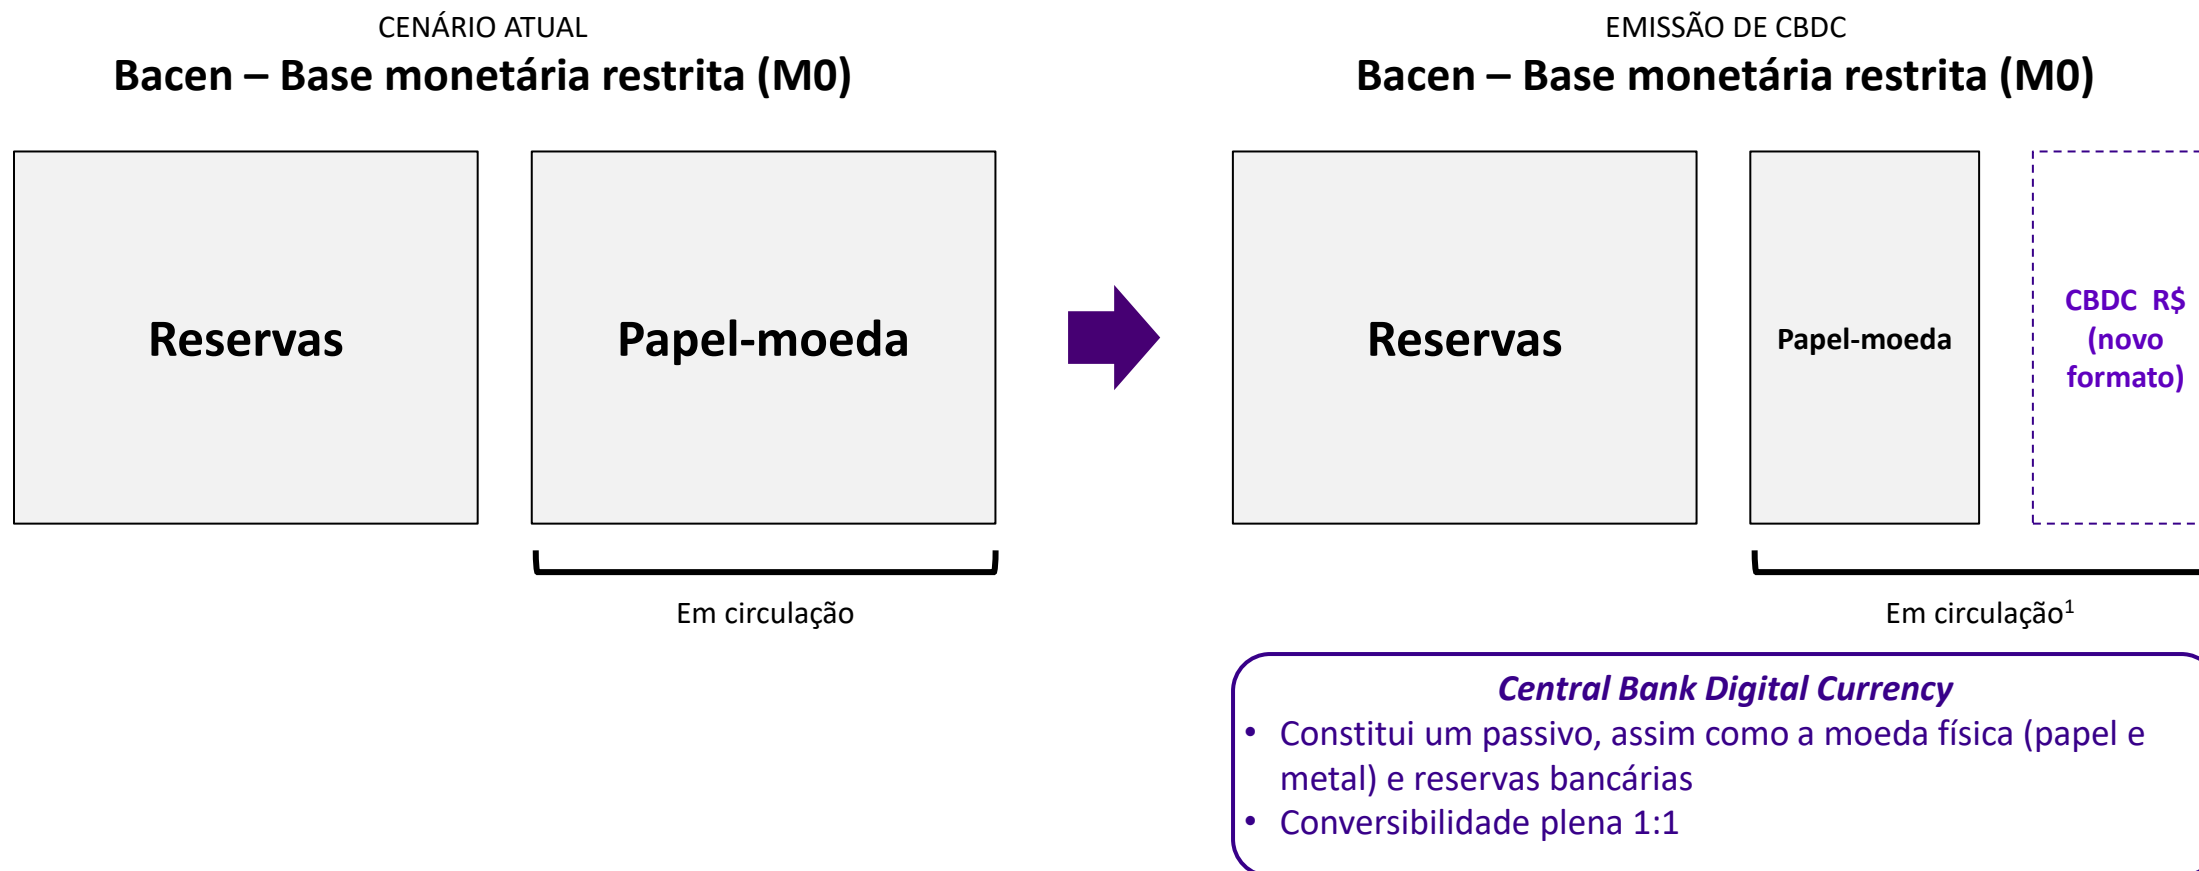 CENÁRIO ATUAL
Bacen – Base monetária restrita (M0)
Reservas
Papel-moeda
Em circulação
EMISSÃO DE CBDC
Bacen – Base monetária restrita (M0)
Reservas
Papel-moeda
CBDC R$
(novo
formato)
Em circulação¹
Central Bank Digital Currency
• Constitui um passivo, assim como a moeda física (papel e
metal) e reservas bancárias
• Conversibilidade plena 1:1